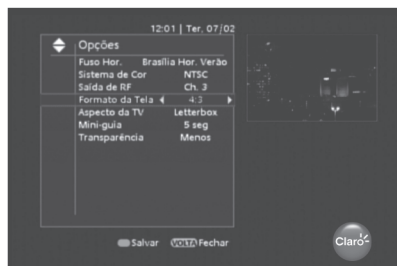 12:01 | Ter, 07/02
Opções
Fuso Hor. Brasília Hor. Verão
Sistema de Cor NTSC
Saída de RF Ch. 3
Formato da Tela 4:3
Aspecto da TV Letterbox
Mini-guia 5 seg
Transparência Menos
Salvar VOLTA Fechar
Claro